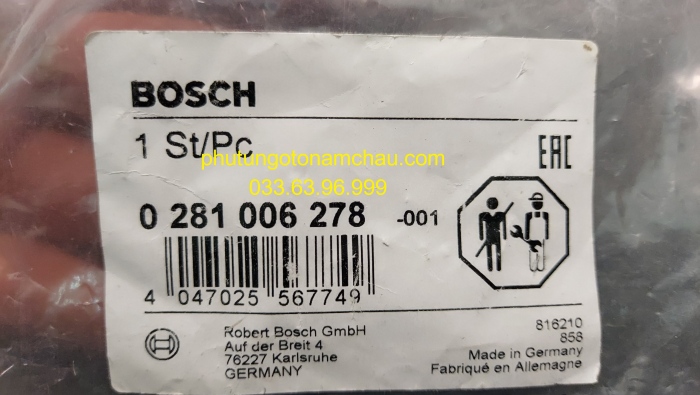 BOSCH
1 St/Pc
phutungotonamchau.com
EAC
033.63.96.999
0 281 006 278 -001
4 047025 567749
Robert Bosch GmbH
Auf der Breit 4
76227 Karlsruhe
GERMANY
816210
858
Made in Germany
Fabriqué en Allemagne